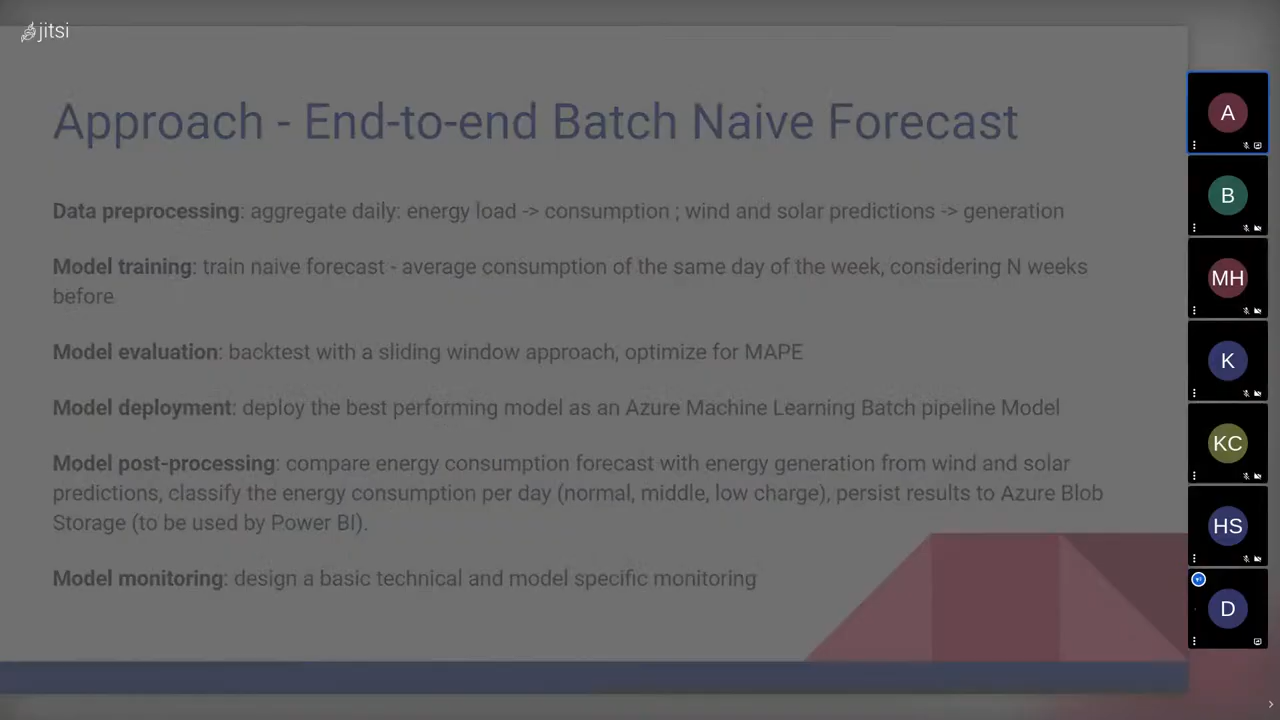 jitsi
Approach - End-to-end Batch Naive Forecast
Data preprocessing: aggregate daily: energy load -> consumption ; wind and solar predictions -> generation
Model training: train naive forecast - average consumption of the same day of the week, considering N weeks
before
Model evaluation: backtest with a sliding window approach, optimize for MAPE
Model deployment: deploy the best performing model as an Azure Machine Learning Batch pipeline Model
Model post-processing: compare energy consumption forecast with energy generation from wind and solar
predictions, classify the energy consumption per day (normal, middle, low charge), persist results to Azure Blob
Storage (to be used by Power BI).
Model monitoring: design a basic technical and model specific monitoring
A
B
MH
K
KC
HS
D